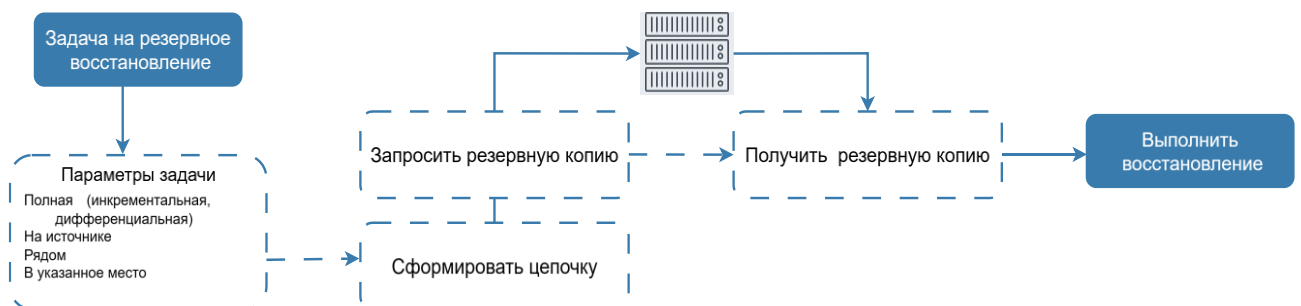 Задача на резервное
восстановление
Параметры задачи
Полная (инкрементальная,
дифференциальная)
На источнике
Рядом
В указанное место
Запросить резервную копию
Сформировать цепочку
Получить резервную копию
Выполнить
восстановление